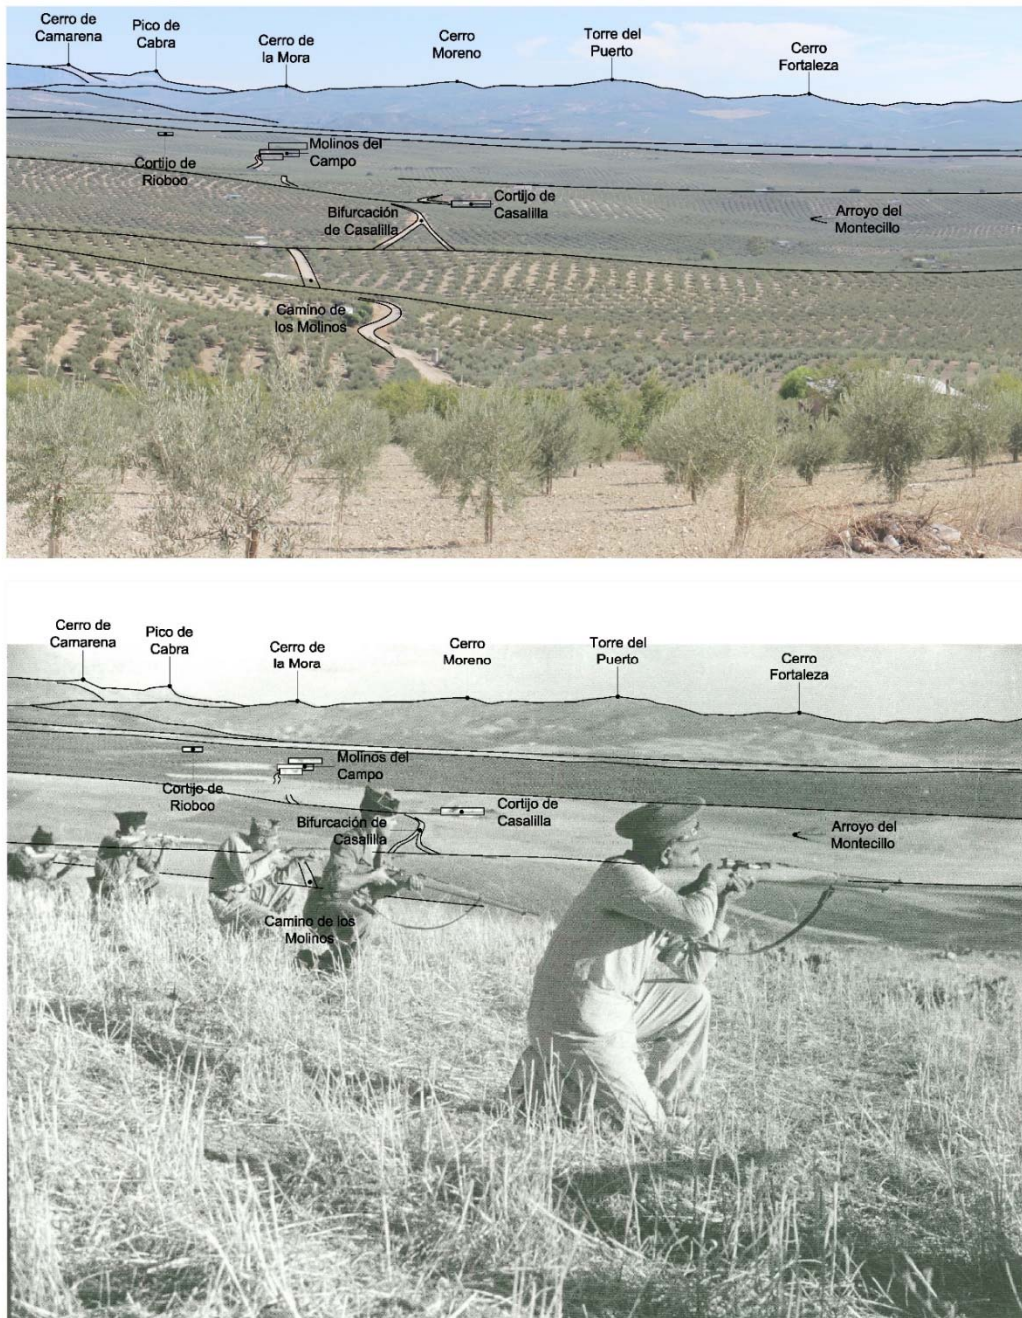 Cerro de
Camarena
Pico de
Cabra
Cerro de
la Mora
Cerro
Moreno
Torre del
Puerto
Cerro
Fortaleza
Molinos del
Campo
Cortijo de
Rioboo
Cortijo de
Casalilla
Bifurcación
de Casalilla
Arroyo del
Montecillo
Camino de
los Molinos
Cerro de
Camarena
Pico de
Cabra
Cerro de
la Mora
Cerro
Moreno
Torre del
Puerto
Cerro
Fortaleza
Molinos del
Campo
Cortijo de
Rioboo
Cortijo de
Casalilla
Bifurcación de
Casalilla
Arroyo del
Montecillo
Camino de los
Molinos